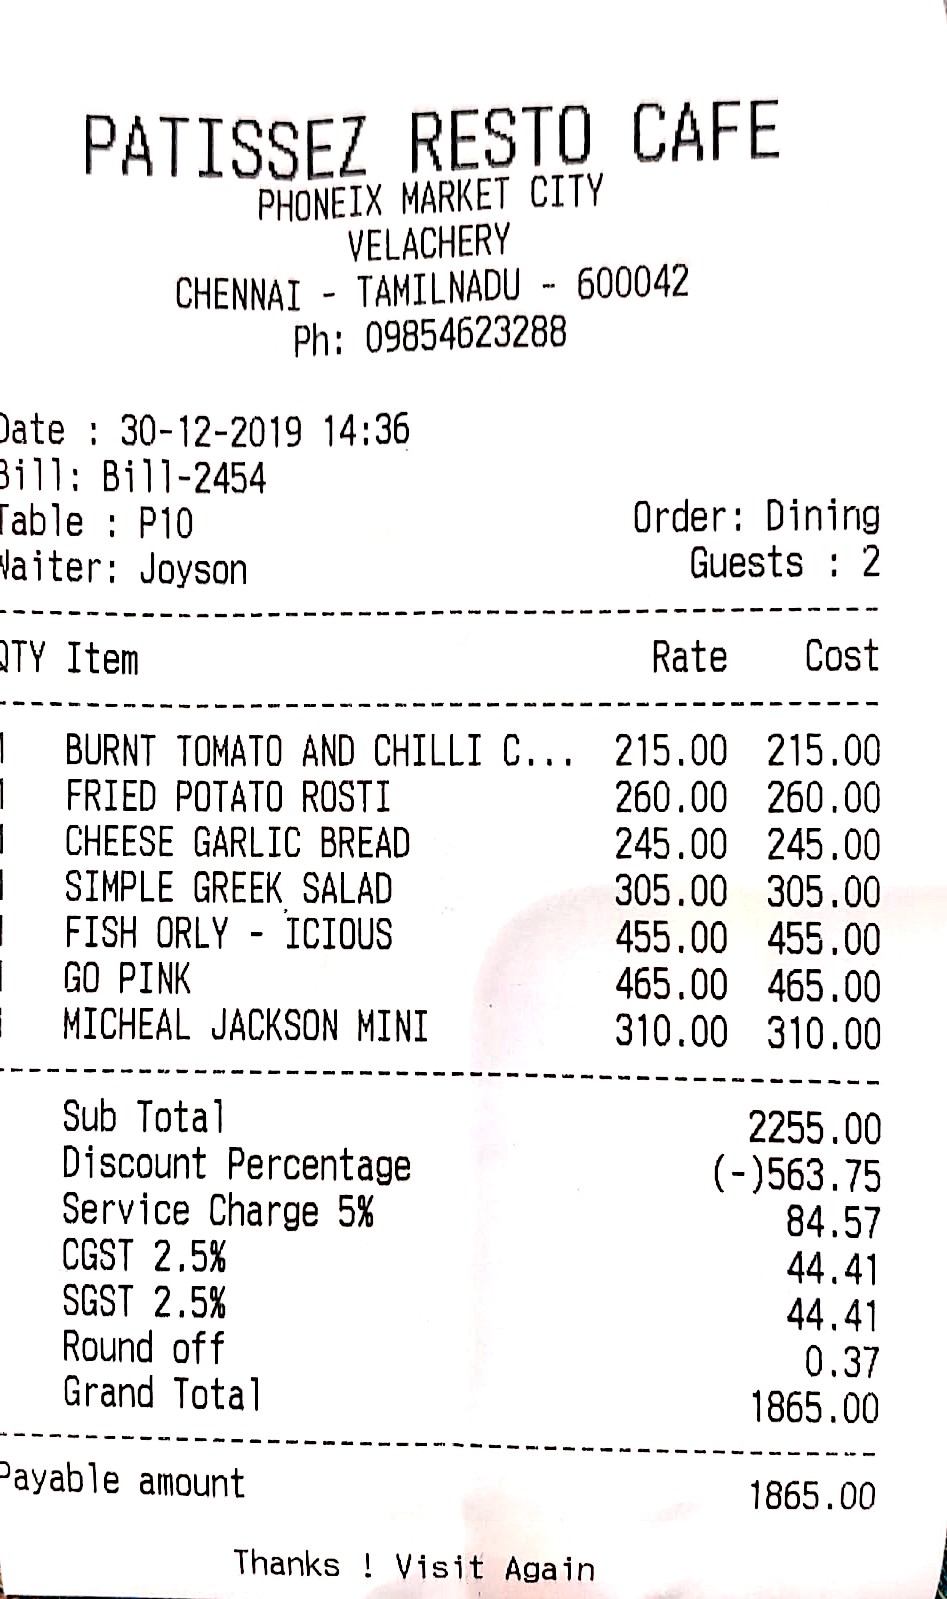 PATISSEZ RESTO CAFE
PHONEIX MARKET CITY
VELACHERY
CHENNAI - TAMILNADU - 600042
Ph: 09854623288
Date : 30-12-2019 14:36
Bill: Bill-2454
Table : P10 Order: Dining
Waiter: Joyson Guests : 2
QTY Item Rate Cost
1 BURNT TOMATO AND CHILLI C... 215.00 215.00
1 FRIED POTATO ROSTI 260.00 260.00
1 CHEESE GARLIC BREAD 245.00 245.00
1 SIMPLE GREEK SALAD 305.00 305.00
1 FISH ORLY - ICIOUS 455.00 455.00
1 GO PINK 465.00 465.00
1 MICHEAL JACKSON MINI 310.00 310.00
Sub Total 2255.00
Discount Percentage (-)563.75
Service Charge 5% 84.57
CGST 2.5% 44.41
SGST 2.5% 44.41
Round off 0.37
Grand Total 1865.00
Payable amount 1865.00
Thanks ! Visit Again